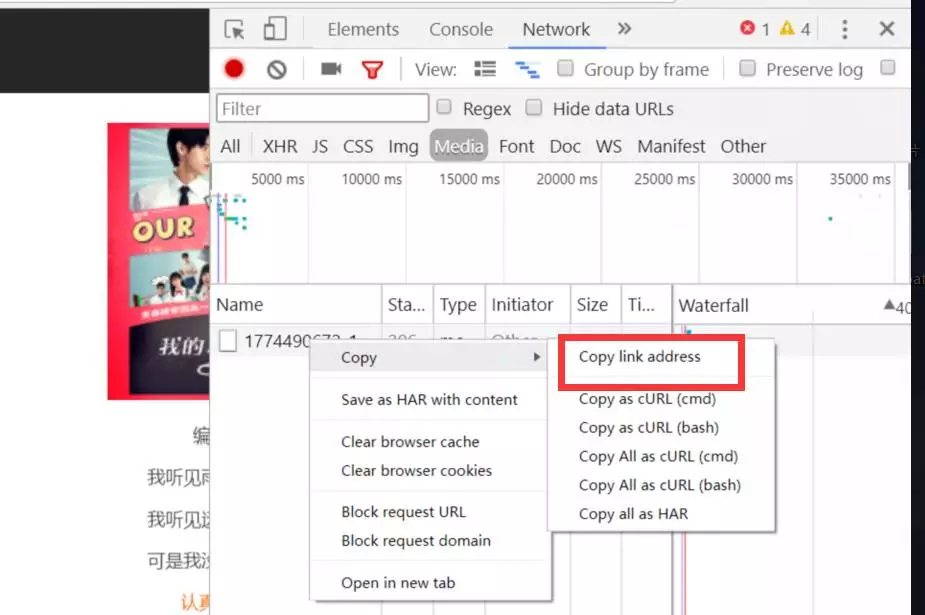 Elements Console Network 1 4
View: Group by frame Preserve log
Filter Regex Hide data URLs
All XHR JS CSS Img Media Font Doc WS Manifest Other
5000 ms 10000 ms 15000 ms 20000 ms 25000 ms 30000 ms 35000 ms
OUR
我的
Name Sta... Type Initiator Size Ti... Waterfall 40
Copy
Save as HAR with content
Clear browser cache
Clear browser cookies
Block request URL
Block request domain
Open in new tab
Copy link address
Copy as cURL (cmd)
Copy as cURL (bash)
Copy All as cURL (cmd)
Copy All as cURL (bash)
Copy all as HAR
编
我听见雨
我听见远
可是我没
认真